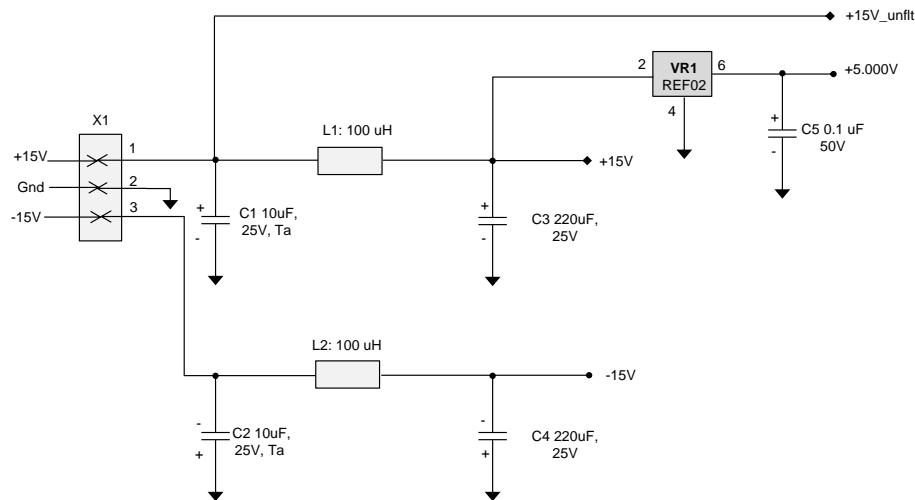 +15V_unflt
2
VR1
REF02
6
+5.000V
4
+
-
C5 0.1 uF
50V
X1
+15V
1
Gnd
2
-15V
3
L1: 100 uH
+15V
+
-
C1 10uF,
25V, Ta
+
-
C3 220uF,
25V
L2: 100 uH
-15V
-
+
C2 10uF,
25V, Ta
-
+
C4 220uF,
25V